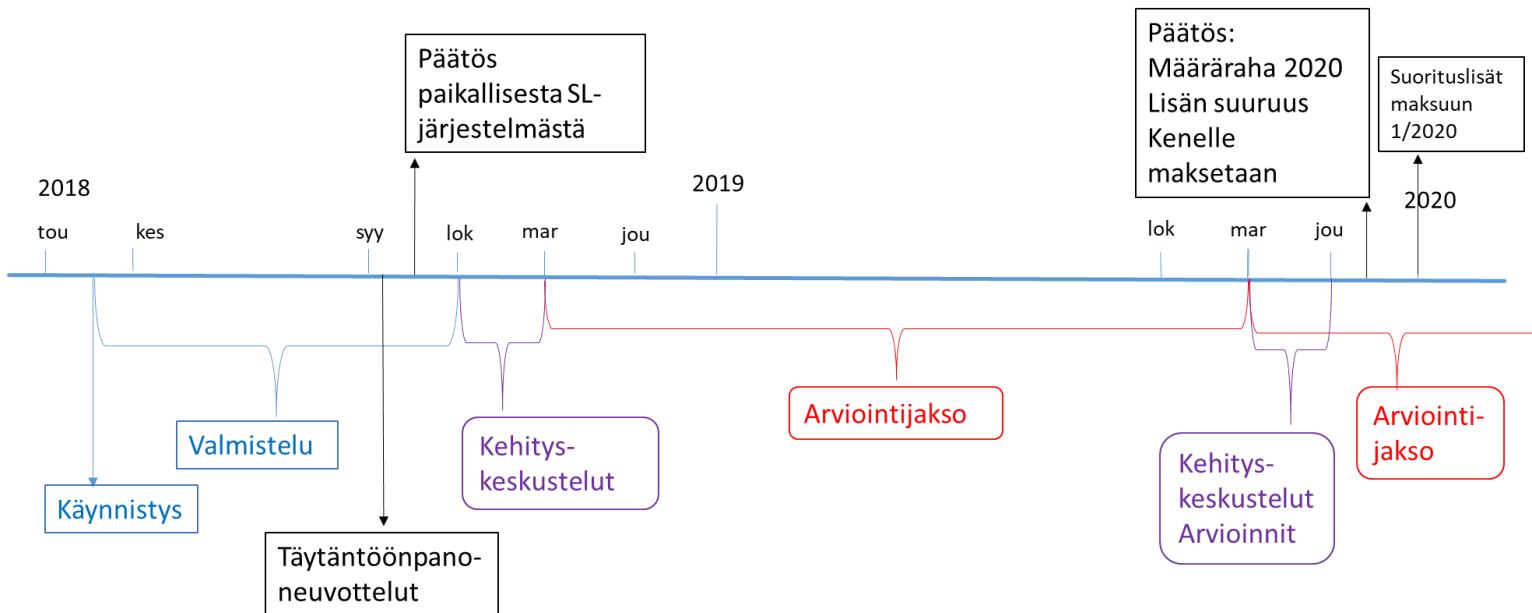 Päätös
paikallisesta SL-
järjestelmästä
Päätös:
Määräraha 2020
Lisän suuruus
Kenelle
maksetaan
Suorituslisät
maksuun
1/2020
2018
2019
2020
tou
kes
syy
lok
mar
jou
lok
mar
jou
Valmistelu
Käynnistys
Täytäntöönpano-
neuvottelut
Kehitys-
keskustelut
Arviointijakso
Kehitys-
keskustelut
Arvioinnit
Arviointi-
jakso